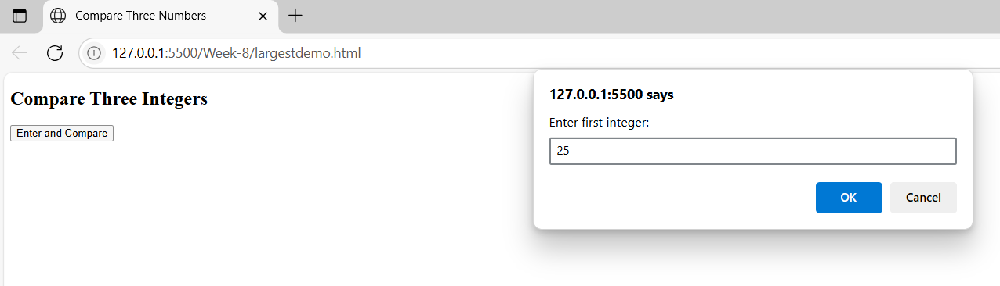 Compare Three Numbers
127.0.0.1:5500/Week-8/largestdemo.html
Compare Three Integers
Enter and Compare
127.0.0.1:5500 says
Enter first integer:
25
OK Cancel